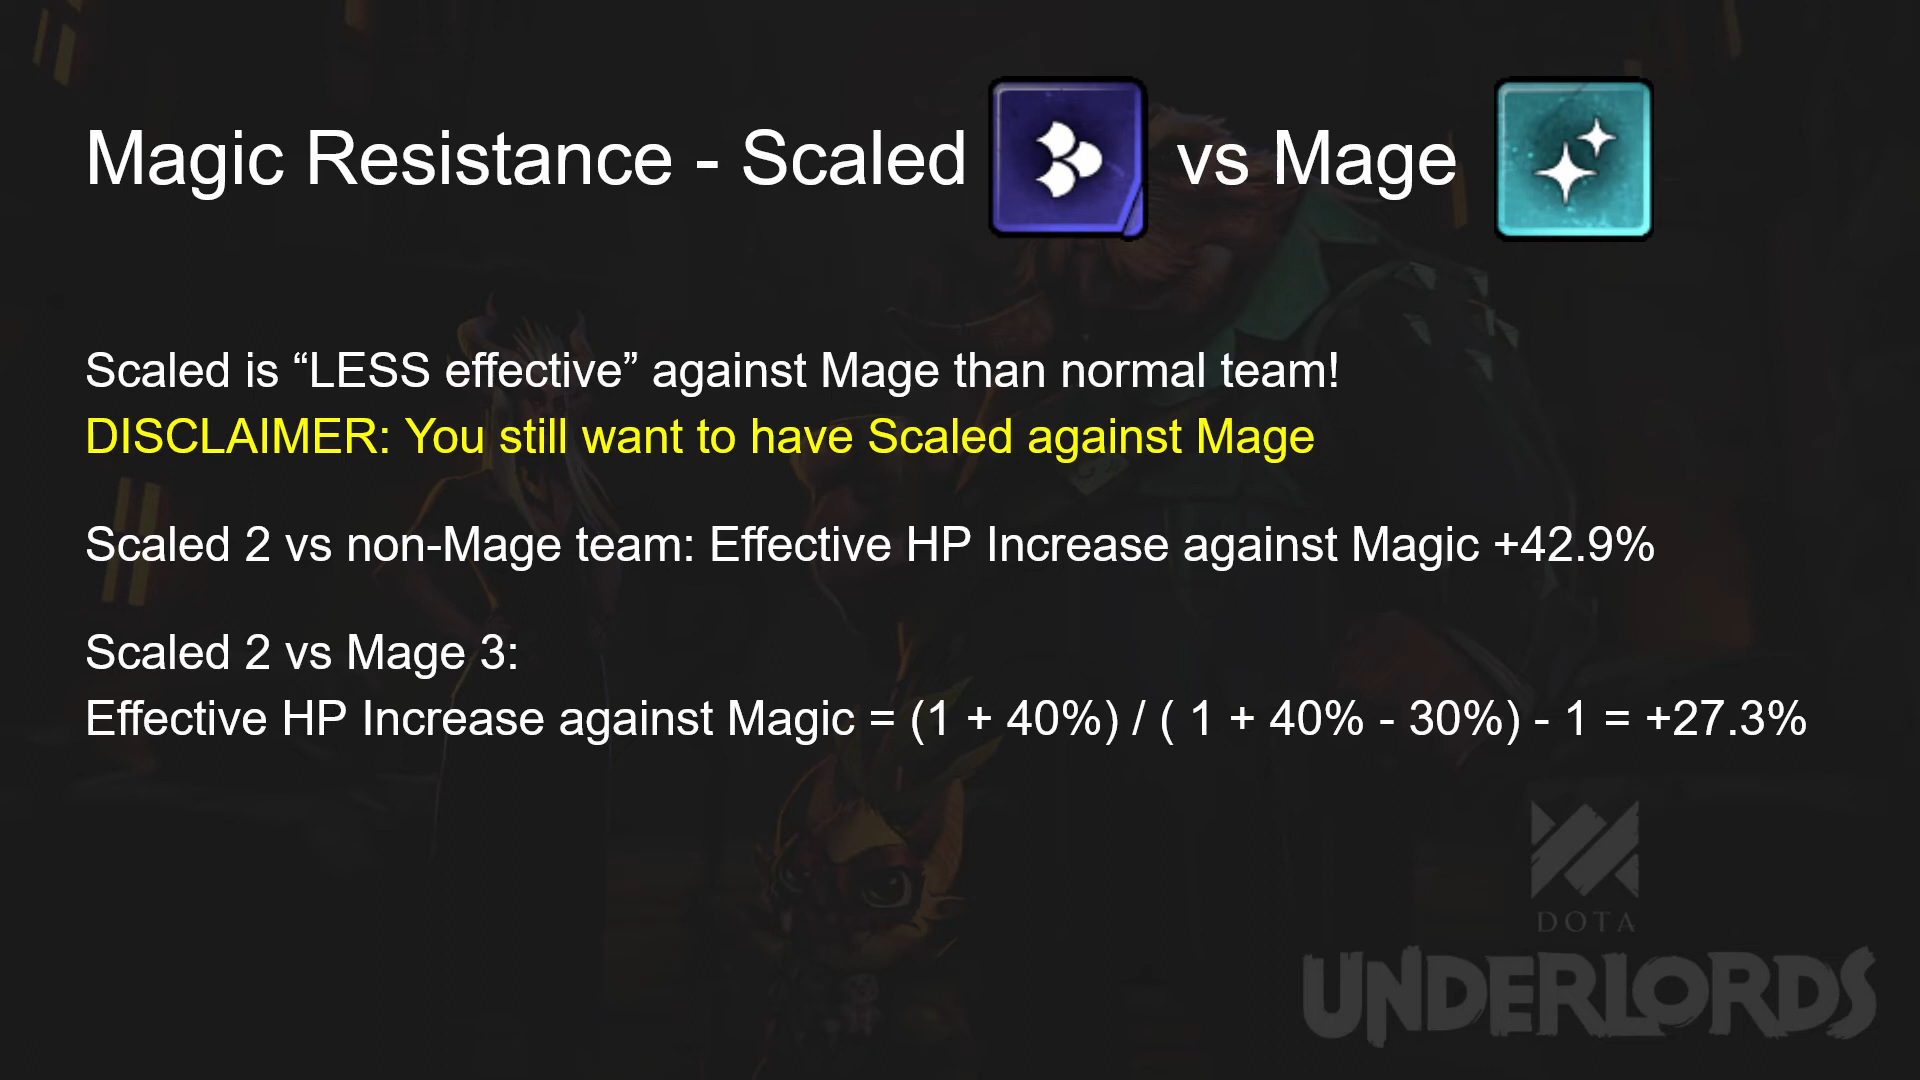 Magic Resistance - Scaled vs Mage
Scaled is “LESS effective” against Mage than normal team!
DISCLAIMER: You still want to have Scaled against Mage
Scaled 2 vs non-Mage team: Effective HP Increase against Magic +42.9%
Scaled 2 vs Mage 3:
Effective HP Increase against Magic = (1 + 40%) / ( 1 + 40% - 30%) - 1 = +27.3%
DOTA
UNDERLORDS